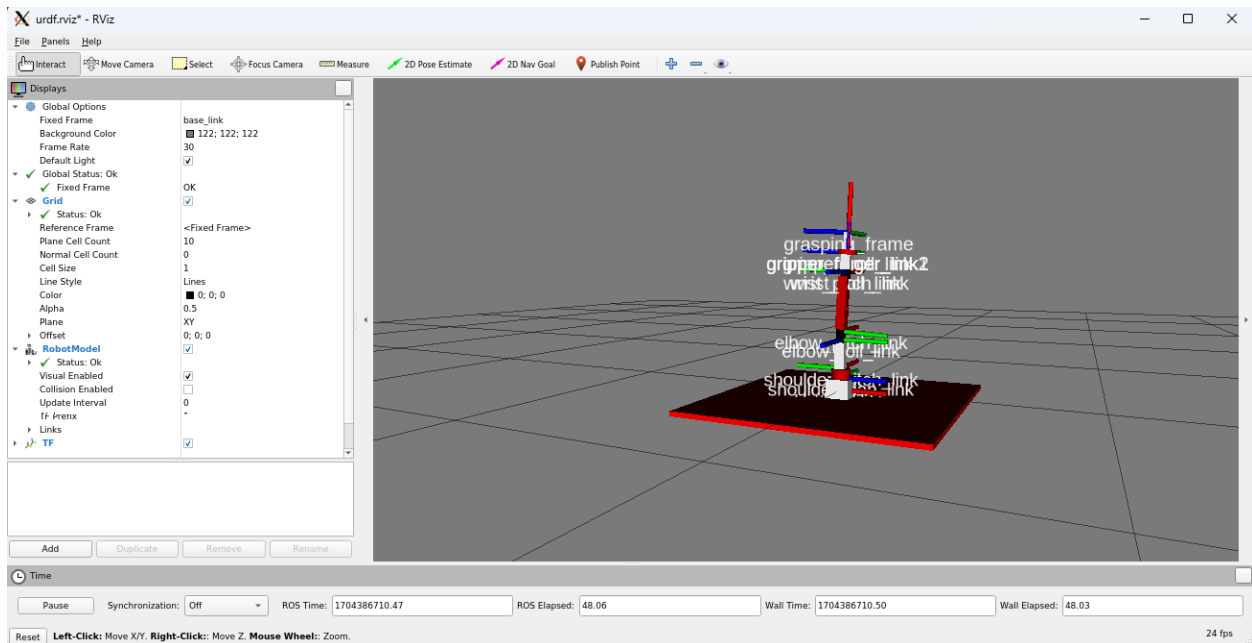 urdf.rviz* - RViz
File Panels Help
Interact Move Camera Select Focus Camera Measure 2D Pose Estimate 2D Nav Goal Publish Point
Displays
Global Options
Fixed Frame base_link
Background Color 122; 122; 122
Frame Rate 30
Default Light
Global Status: Ok
Fixed Frame OK
Grid
Status: Ok
Reference Frame <Fixed Frame>
Plane Cell Count 10
Normal Cell Count 0
Cell Size 1
Line Style Lines
Color 0; 0; 0
Alpha 0.5
Plane XY
Offset 0; 0; 0
RobotModel
Status: Ok
Visual Enabled
Collision Enabled
Update Interval 0
Links
TF
grasping_frame
Add Duplicate Remove Rename
Time
Pause Synchronization: Off ROS Time: 1704386710.47 ROS Elapsed: 48.06 Wall Time: 1704386710.50 Wall Elapsed: 48.03
Reset Left-Click: Move X/Y. Right-Click:: Move Z. Mouse Wheel:: Zoom. 24 fps